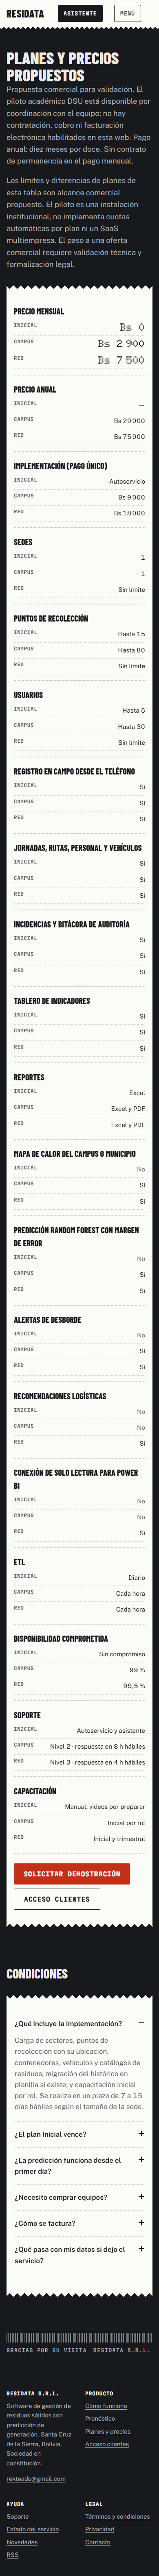 RESIDATA
ASISTENTE
MENÚ
PLANES Y PRECIOS
PROPUESTOS
Propuesta comercial para validación. El
piloto académico DSU está disponible por
coordinación con el equipo; no hay
contratación, cobro ni facturación
electrónica habilitados en esta web. Pago
anual: diez meses por doce. Sin contrato
de permanencia en el pago mensual.
Los límites y diferencias de planes de
esta tabla son alcance comercial
propuesto. El piloto es una instalación
institucional; no implementa cuotas
automáticas por plan ni un SaaS
multiempresa. El paso a una oferta
comercial requiere validación técnica y
formalización legal.
PRECIO MENSUAL
INICIAL
Bs 0
CAMPUS
Bs 2 900
RED
Bs 7 500
PRECIO ANUAL
INICIAL
—
CAMPUS
Bs 29 000
RED
Bs 75 000
IMPLEMENTACIÓN (PAGO ÚNICO)
INICIAL
Autoservicio
CAMPUS
Bs 9 000
RED
Bs 18 000
SEDES
INICIAL
1
CAMPUS
1
RED
Sin límite
PUNTOS DE RECOLECCIÓN
INICIAL
Hasta 15
CAMPUS
Hasta 80
RED
Sin límite
USUARIOS
INICIAL
Hasta 5
CAMPUS
Hasta 30
RED
Sin límite
REGISTRO EN CAMPO DESDE EL TELÉFONO
INICIAL
Sí
CAMPUS
Sí
RED
Sí
JORNADAS, RUTAS, PERSONAL Y VEHÍCULOS
INICIAL
Sí
CAMPUS
Sí
RED
Sí
INCIDENCIAS Y BITÁCORA DE AUDITORÍA
INICIAL
Sí
CAMPUS
Sí
RED
Sí
TABLERO DE INDICADORES
INICIAL
Sí
CAMPUS
Sí
RED
Sí
REPORTES
INICIAL
Excel
CAMPUS
Excel y PDF
RED
Excel y PDF
MAPA DE CALOR DEL CAMPUS O MUNICIPIO
INICIAL
No
CAMPUS
Sí
RED
Sí
PREDICCIÓN RANDOM FOREST CON MARGEN
DE ERROR
INICIAL
No
CAMPUS
Sí
RED
Sí
ALERTAS DE DESBORDE
INICIAL
No
CAMPUS
Sí
RED
Sí
RECOMENDACIONES LOGÍSTICAS
INICIAL
No
CAMPUS
No
RED
Sí
CONEXIÓN DE SOLO LECTURA PARA POWER
BI
INICIAL
No
CAMPUS
No
RED
Sí
ETL
INICIAL
Diario
CAMPUS
Cada hora
RED
Cada hora
DISPONIBILIDAD COMPROMETIDA
INICIAL
Sin compromiso
CAMPUS
99 %
RED
99,5 %
SOPORTE
INICIAL
Autoservicio y asistente
CAMPUS
Nivel 2 · respuesta en 8 h hábiles
RED
Nivel 3 · respuesta en 4 h hábiles
CAPACITACIÓN
INICIAL
Manual; videos por preparar
CAMPUS
Inicial por rol
RED
Inicial y trimestral
SOLICITAR DEMOSTRACIÓN
ACCESO CLIENTES
CONDICIONES
¿Qué incluye la implementación?
Carga de sectores, puntos de
recolección con su ubicación,
contenedores, vehículos y catálogos de
residuos; migración del histórico en
planilla si existe; y capacitación inicial
por rol. Se realiza en un plazo de 7 a 15
días hábiles según el tamaño de la sede.
¿El plan Inicial vence?
¿La predicción funciona desde el
primer día?
¿Necesito comprar equipos?
¿Cómo se factura?
¿Qué pasa con mis datos si dejo el
servicio?
GRACIAS POR SU VISITA
RESIDATA S.R.L.
RESIDATA S.R.L.
Software de gestión de
residuos sólidos con
predicción de
generación. Santa Cruz
de la Sierra, Bolivia.
Sociedad en
constitución.
rekteado@gmail.com
PRODUCTO
Cómo funciona
Pronóstico
Planes y precios
Acceso clientes
AYUDA
Soporte
Estado del servicio
Novedades
RSS
LEGAL
Términos y condiciones
Privacidad
Contacto